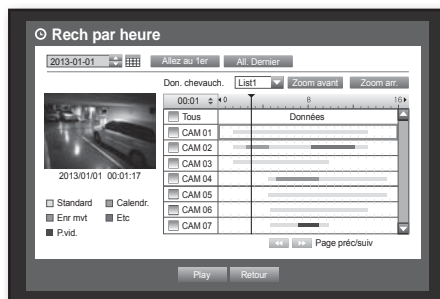 Rech par heure
2013-01-01 Allez au 1er All. Dernier
Don. chevauch. List1 Zoom avant Zoom arr.
00:01 0 8 16
Tous Données
CAM 01
CAM 02
CAM 03
CAM 04
CAM 05
CAM 06
CAM 07
2013/01/01 00:01:17
Standard Calendr.
Enr mvt Etc
P.vid.
Page préc/suiv
Play Retour